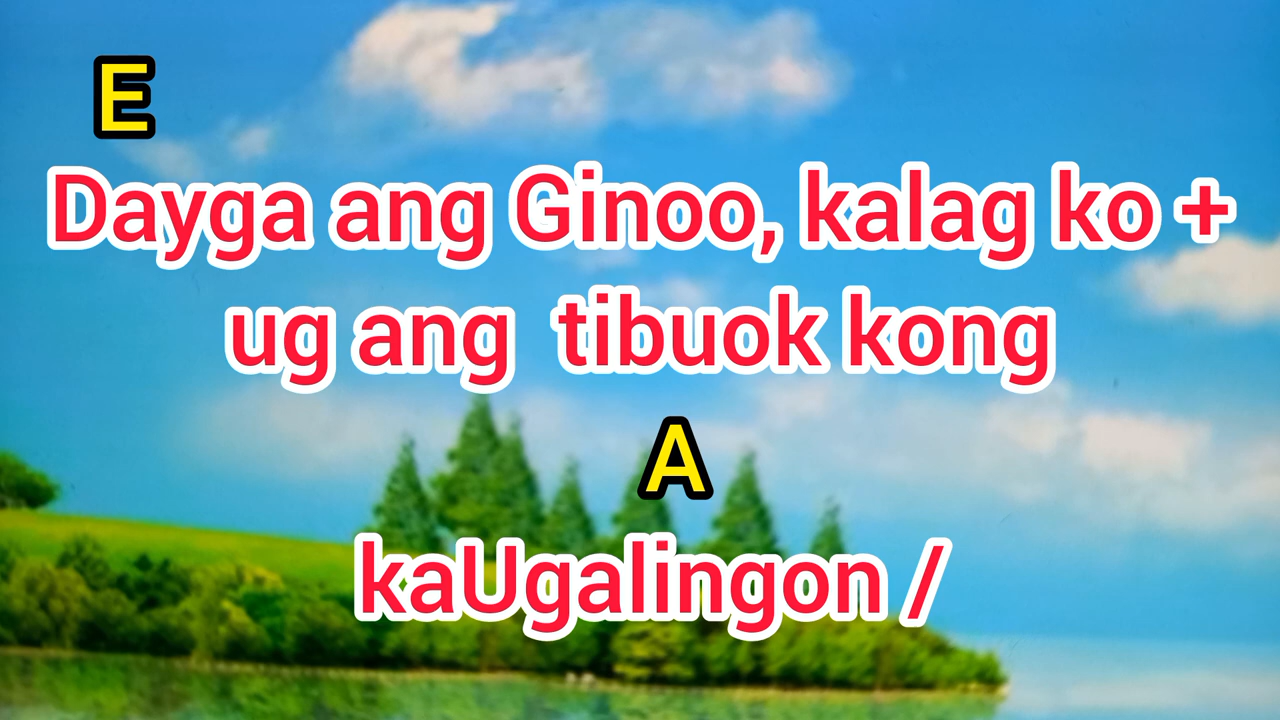 E
Dayga ang Ginoo, kalag ko +
ug ang tibuok kong
A
kaUgalingon /